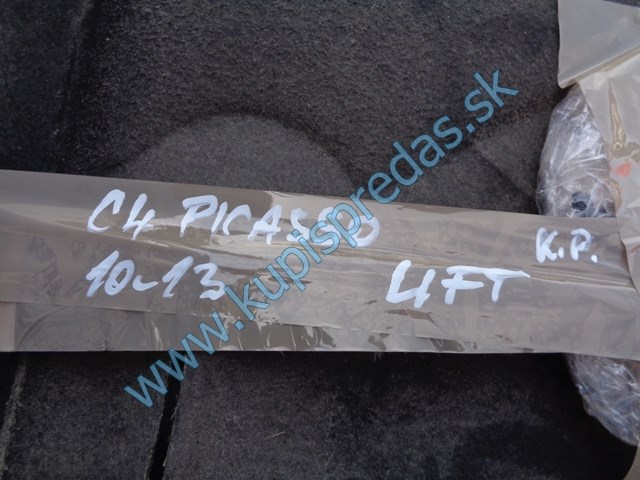 C4 PICASSO
K.P.
10-13
LIFT
www.kupispredas.sk